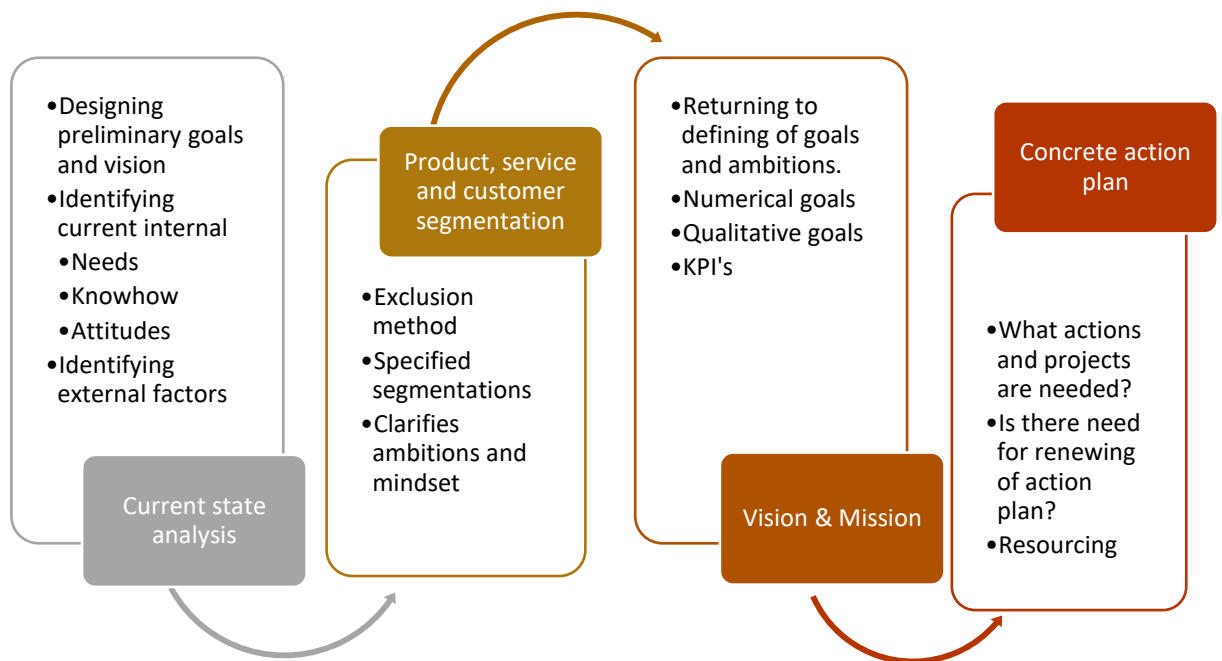 •Designing
preliminary goals
and vision
•Identifying
current internal
•Needs
•Knowhow
•Attitudes
•Identifying
external factors
Current state
analysis
Product, service
and customer
segmentation
•Exclusion
method
•Specified
segmentations
•Clarifies
ambitions and
mindset
•Returning to
defining of goals
and ambitions.
•Numerical goals
•Qualitative goals
•KPI's
Vision & Mission
Concrete action
plan
•What actions
and projects
are needed?
•Is there need
for renewing
of action
plan?
•Resourcing